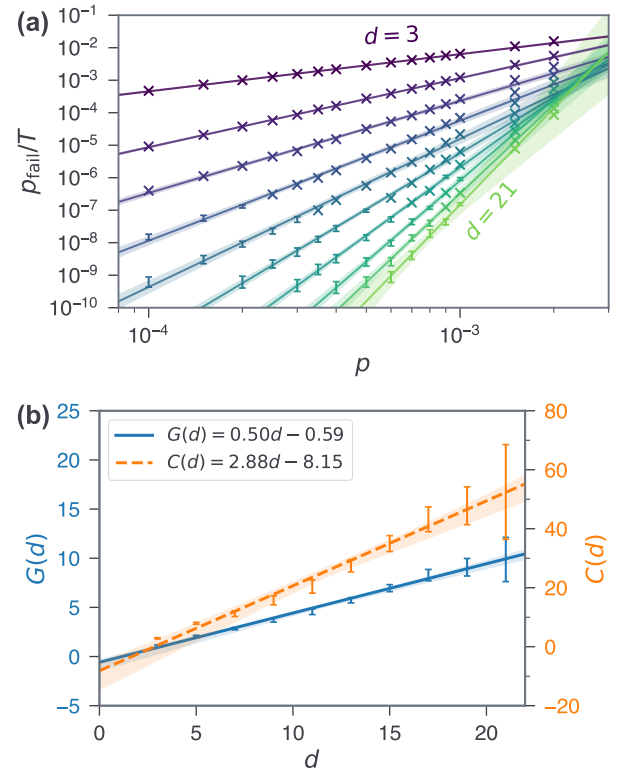 (a)
10⁻¹
10⁻²
10⁻³
10⁻⁴
10⁻⁵
10⁻⁶
10⁻⁷
10⁻⁸
10⁻⁹
10⁻¹⁰
p_fail/T
d = 3
d = 21
10⁻⁴
10⁻³
p
(b)
25
20
15
10
5
0
−5
G(d)
G(d) = 0.50d − 0.59
C(d) = 2.88d − 8.15
80
60
40
20
0
−20
C(d)
0
5
10
15
20
d